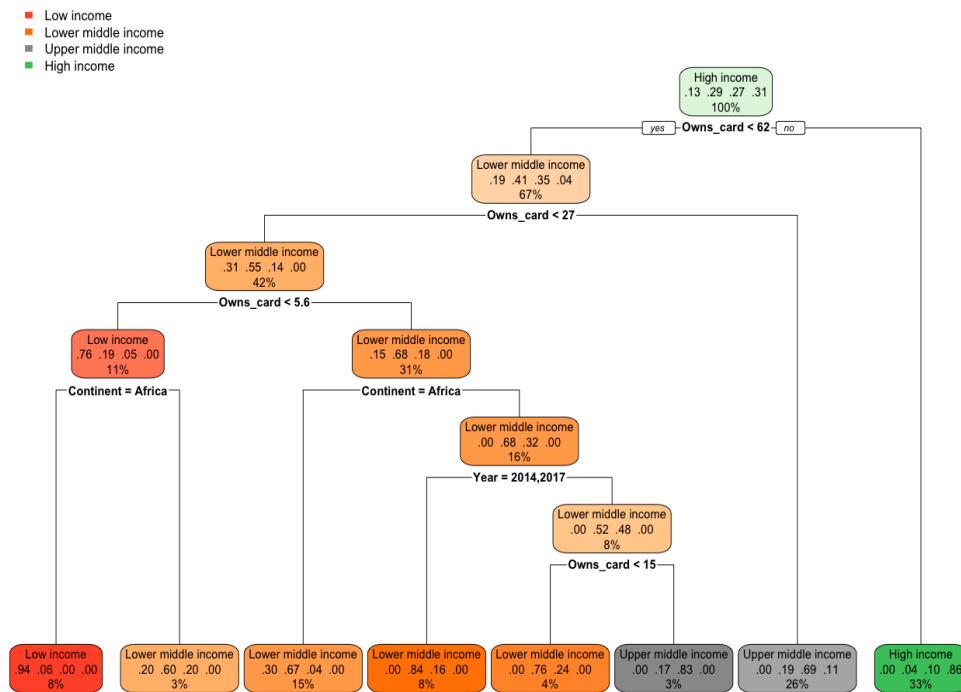 Low income
Lower middle income
Upper middle income
High income
High income
.13 .29 .27 .31
100%
yes Owns_card < 62 no
Lower middle income
.19 .41 .35 .04
67%
Owns_card < 27
Lower middle income
.31 .55 .14 .00
42%
Owns_card < 5.6
Low income
.76 .19 .05 .00
11%
Lower middle income
.15 .68 .18 .00
31%
Continent = Africa
Continent = Africa
Lower middle income
.00 .68 .32 .00
16%
Year = 2014,2017
Lower middle income
.00 .52 .48 .00
8%
Owns_card < 15
Low income
.94 .06 .00 .00
8%
Lower middle income
.20 .60 .20 .00
3%
Lower middle income
.30 .67 .04 .00
15%
Lower middle income
.00 .84 .16 .00
8%
Lower middle income
.00 .76 .24 .00
4%
Upper middle income
.00 .17 .83 .00
3%
Upper middle income
.00 .19 .69 .11
26%
High income
.00 .04 .10 .86
33%